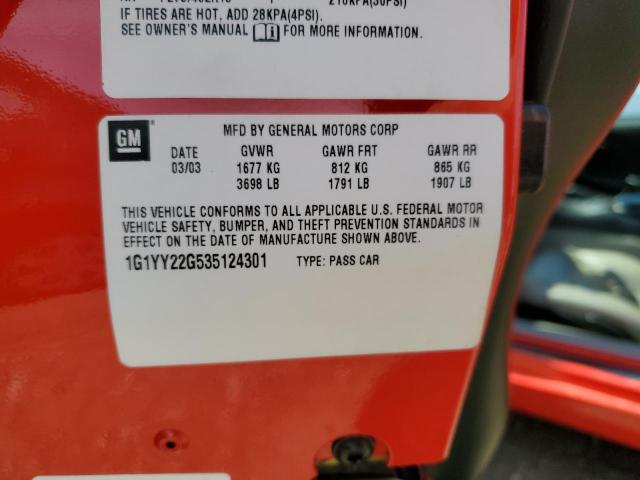 IF TIRES ARE HOT, ADD 28KPA(4PSI).
SEE OWNER'S MANUAL FOR MORE INFORMATION.
GM
MFD BY GENERAL MOTORS CORP
DATE GVWR GAWR FRT GAWR RR
03/03 1677 KG 812 KG 865 KG
3698 LB 1791 LB 1907 LB
THIS VEHICLE CONFORMS TO ALL APPLICABLE U.S. FEDERAL MOTOR
VEHICLE SAFETY, BUMPER, AND THEFT PREVENTION STANDARDS IN
EFFECT ON THE DATE OF MANUFACTURE SHOWN ABOVE.
1G1YY22G535124301 TYPE: PASS CAR